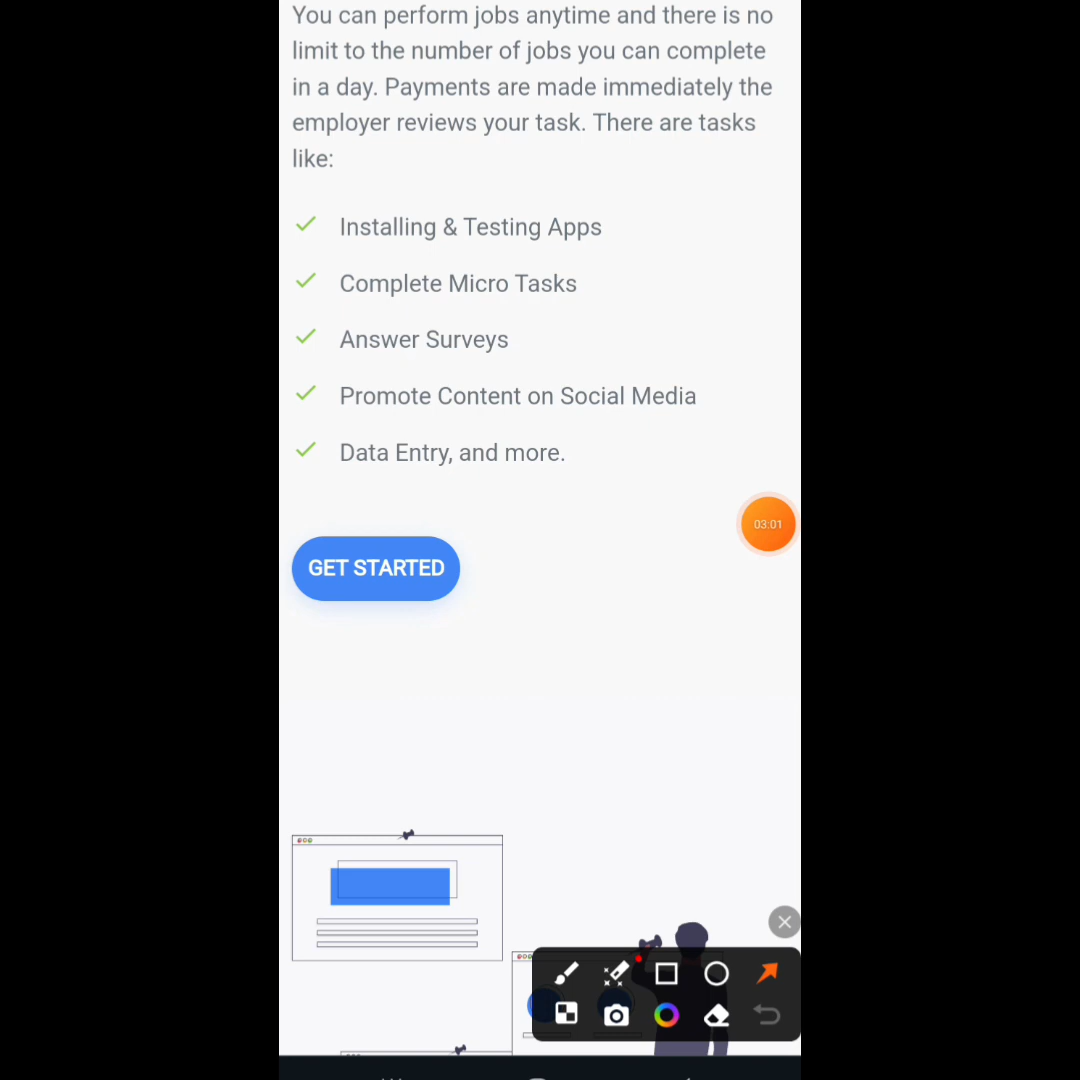 You can perform jobs anytime and there is no
limit to the number of jobs you can complete
in a day. Payments are made immediately the
employer reviews your task. There are tasks
like:
Installing & Testing Apps
Complete Micro Tasks
Answer Surveys
Promote Content on Social Media
Data Entry, and more.
03:01
GET STARTED